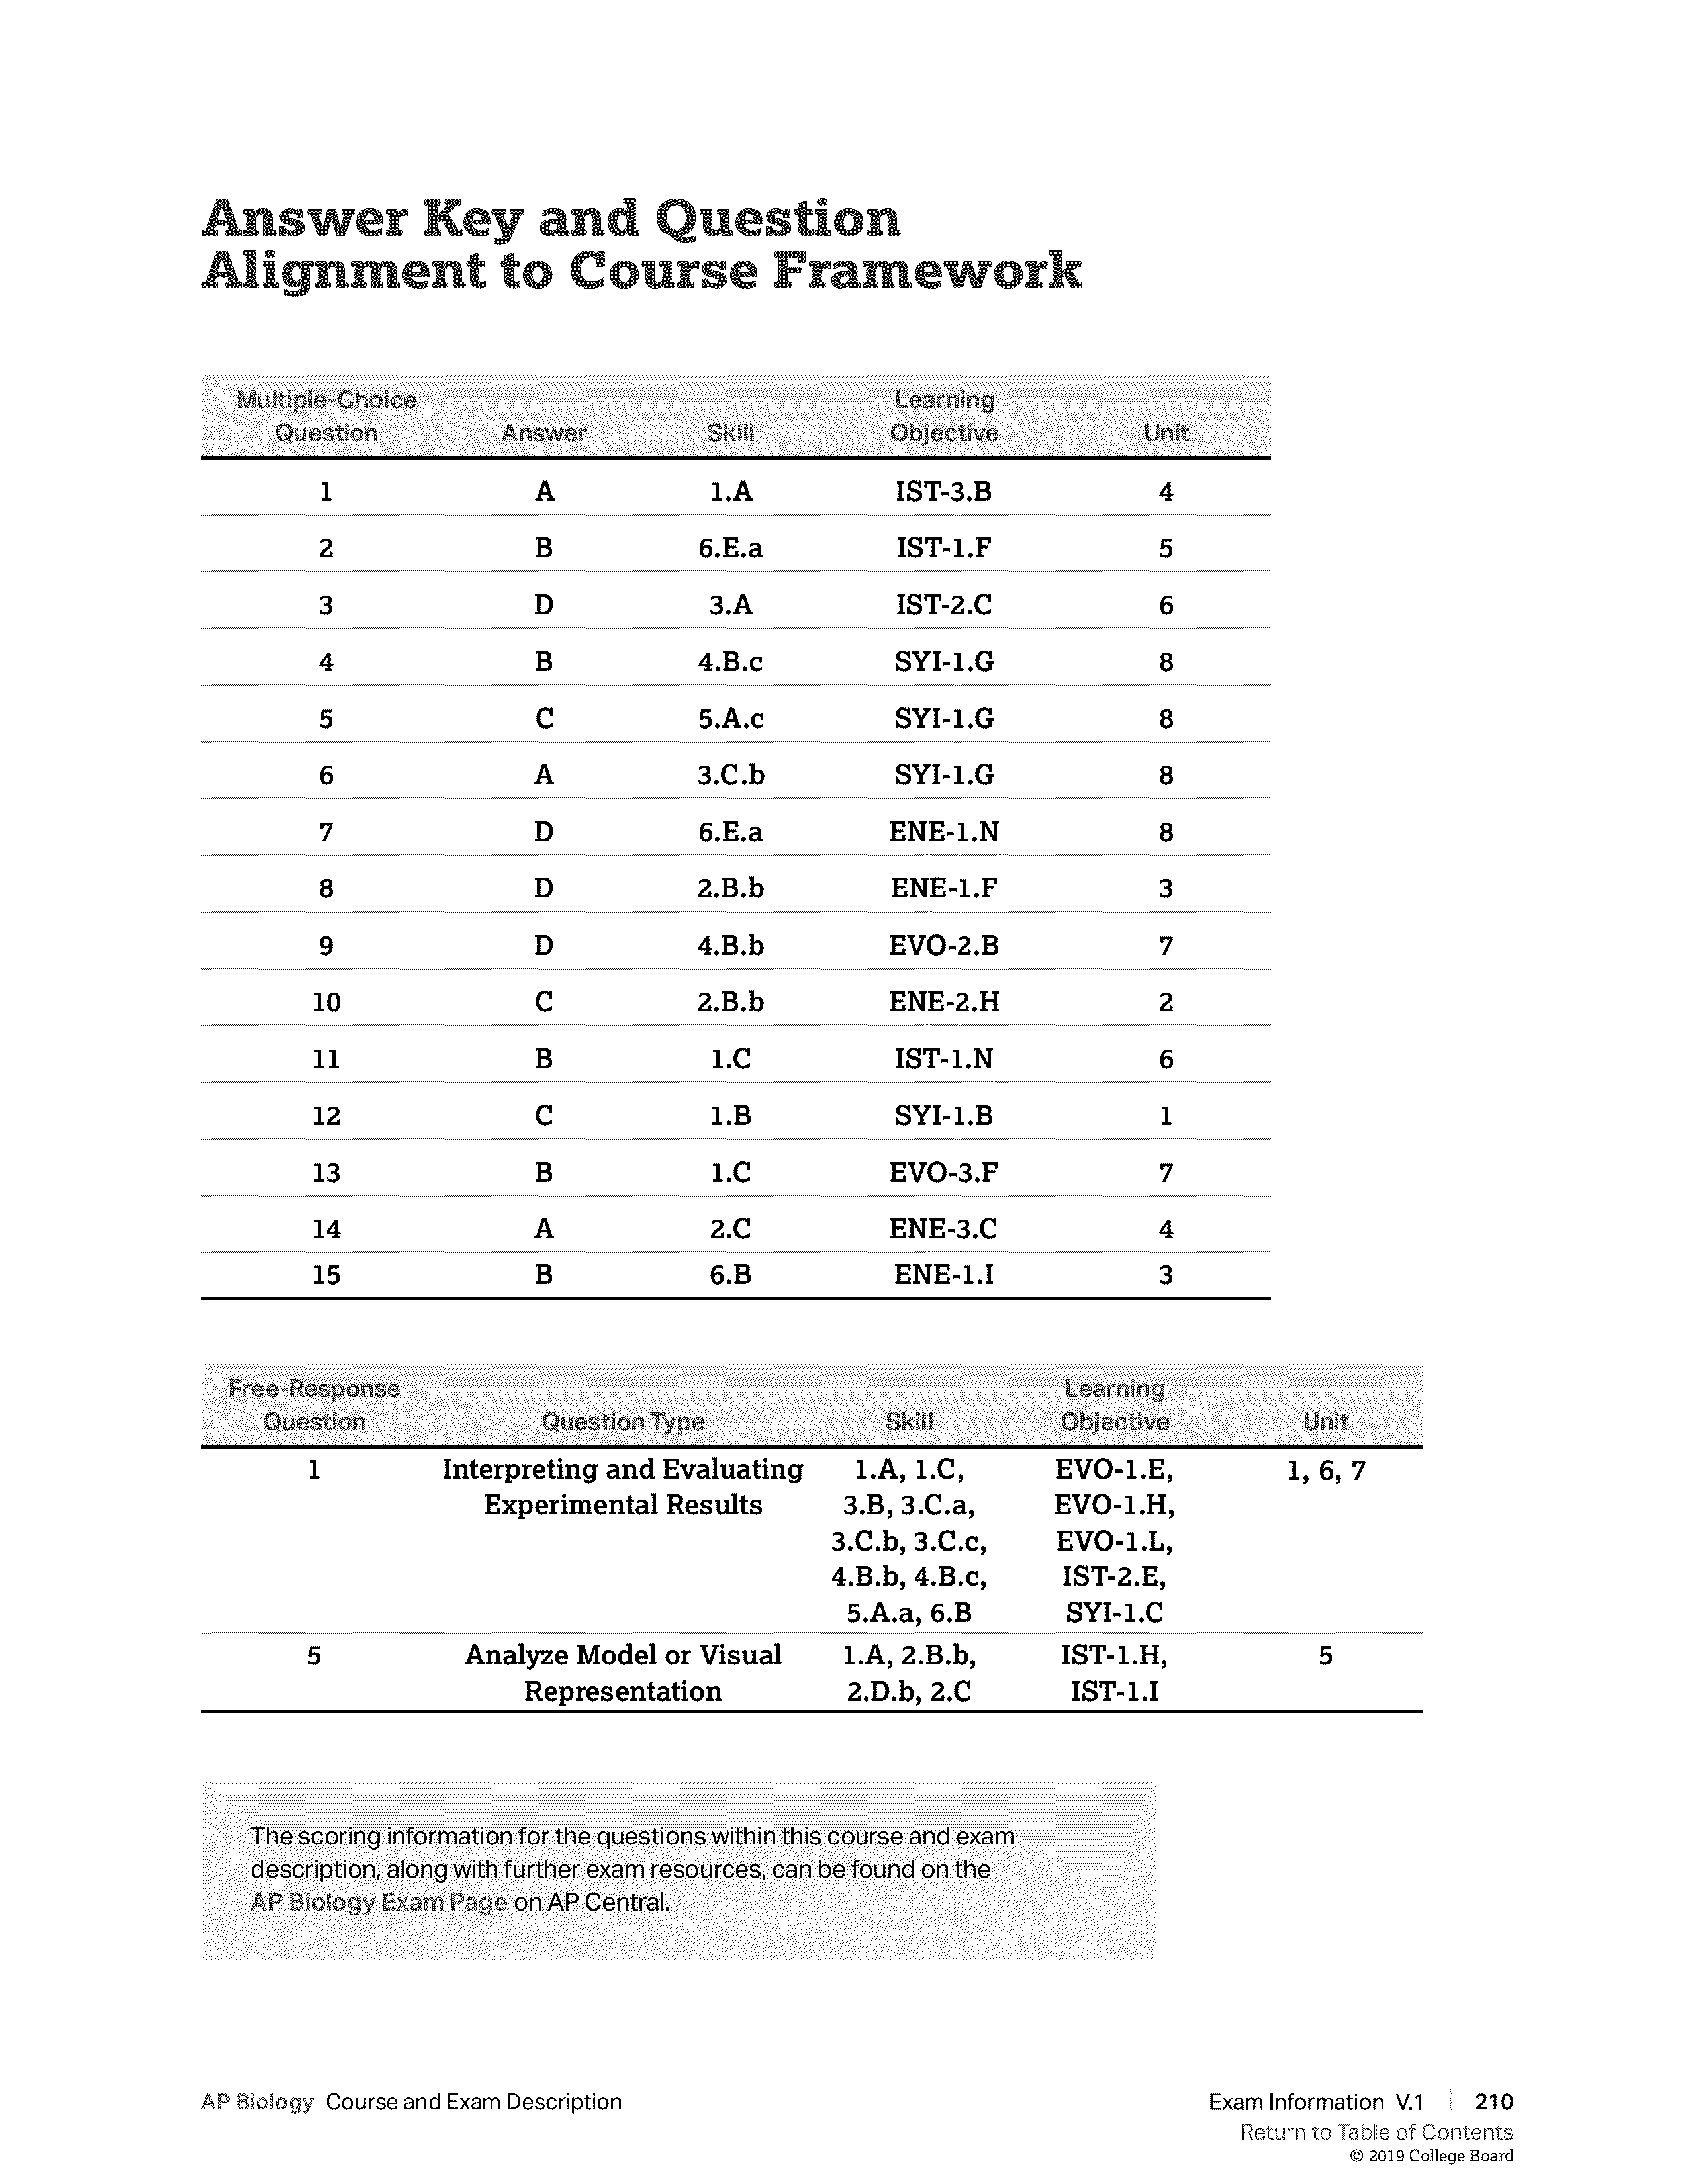 Answer Key and Question
Alignment to Course Framework
Multiple-Choice Question Answer Skill Learning Objective Unit
1 A 1.A IST-3.B 4
2 B 6.E.a IST-1.F 5
3 D 3.A IST-2.C 6
4 B 4.B.c SYI-1.G 8
5 C 5.A.c SYI-1.G 8
6 A 3.C.b SYI-1.G 8
7 D 6.E.a ENE-1.N 8
8 D 2.B.b ENE-1.F 3
9 D 4.B.b EVO-2.B 7
10 C 2.B.b ENE-2.H 2
11 B 1.C IST-1.N 6
12 C 1.B SYI-1.B 1
13 B 1.C EVO-3.F 7
14 A 2.C ENE-3.C 4
15 B 6.B ENE-1.I 3
Free-Response Question Question Type Skill Learning Objective Unit
1 Interpreting and Evaluating 1.A, 1.C, EVO-1.E, 1, 6, 7
Experimental Results 3.B, 3.C.a, EVO-1.H,
3.C.b, 3.C.c, EVO-1.L,
4.B.b, 4.B.c, IST-2.E,
5.A.a, 6.B SYI-1.C
5 Analyze Model or Visual 1.A, 2.B.b, IST-1.H, 5
Representation 2.D.b, 2.C IST-1.I
The scoring information for the questions within this course and exam
description, along with further exam resources, can be found on the
AP Biology Exam Page on AP Central.
AP Biology Course and Exam Description
Exam Information V.1 | 210
Return to Table of Contents
© 2019 College Board